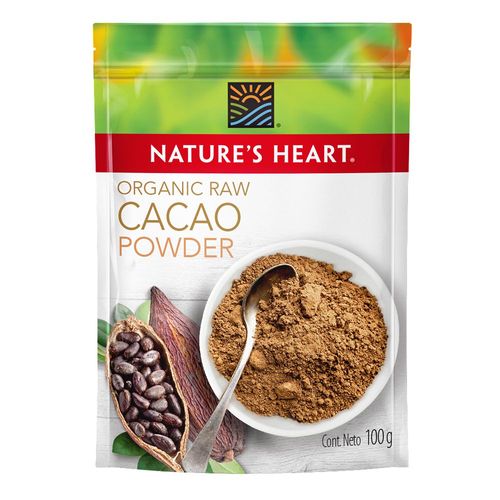 NATURE'S HEART®
ORGANIC RAW
CACAO
POWDER
Cont. Neto 100 g